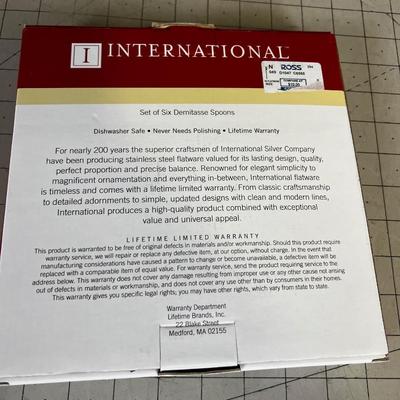 I INTERNATIONAL™
N ROSS
COMPARE AT
$10.00
Set of Six Demitasse Spoons
Dishwasher Safe • Never Needs Polishing • Lifetime Warranty
For nearly 200 years the superior craftsmen of International Silver Company
have been producing stainless steel flatware valued for its lasting design, quality,
perfect proportion and precise balance. Renowned for elegant simplicity to
magnificent ornamentation and everything in-between, International flatware
is timeless and comes with a lifetime limited warranty. From classic craftsmanship
to detailed adornments to simple, updated designs with clean and modern lines,
International produces a high-quality product combined with exceptional
value and universal appeal.
LIFETIME LIMITED WARRANTY
This product is warranted to be free of original defects in materials and/or workmanship. Should this product require
warranty service, we will repair or replace any defective item, at our option, without charge. In the event that
manufacturing considerations have caused a pattern to change or become unavailable, a defective item will be
replaced with a comparable item of equal value. For warranty service, send the product requiring service to the
address below. This warranty does not cover any damage resulting from improper use or any other cause not arising
out of defects in materials or workmanship, and does not cover any use other than by consumers in their homes.
This warranty gives you specific legal rights; you may have other rights, which vary from state to state.
Warranty Department
Lifetime Brands, Inc.
22 Blake Street
Medford, MA 02155